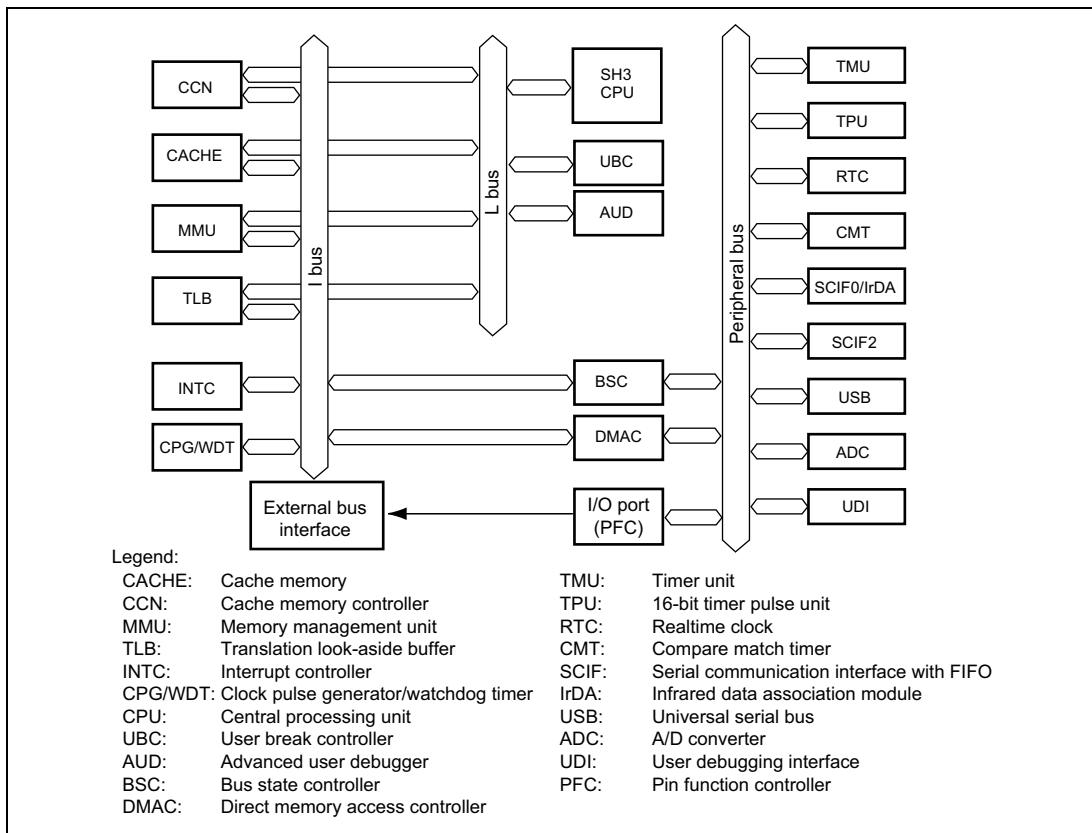 CCN
CACHE
MMU
TLB
INTC
CPG/WDT
I bus
L bus
SH3
CPU
UBC
AUD
BSC
DMAC
I/O port
(PFC)
External bus
interface
Peripheral bus
TMU
TPU
RTC
CMT
SCIF0/IrDA
SCIF2
USB
ADC
UDI
Legend:
CACHE: Cache memory
CCN: Cache memory controller
MMU: Memory management unit
TLB: Translation look-aside buffer
INTC: Interrupt controller
CPG/WDT: Clock pulse generator/watchdog timer
CPU: Central processing unit
UBC: User break controller
AUD: Advanced user debugger
BSC: Bus state controller
DMAC: Direct memory access controller
TMU: Timer unit
TPU: 16-bit timer pulse unit
RTC: Realtime clock
CMT: Compare match timer
SCIF: Serial communication interface with FIFO
IrDA: Infrared data association module
USB: Universal serial bus
ADC: A/D converter
UDI: User debugging interface
PFC: Pin function controller